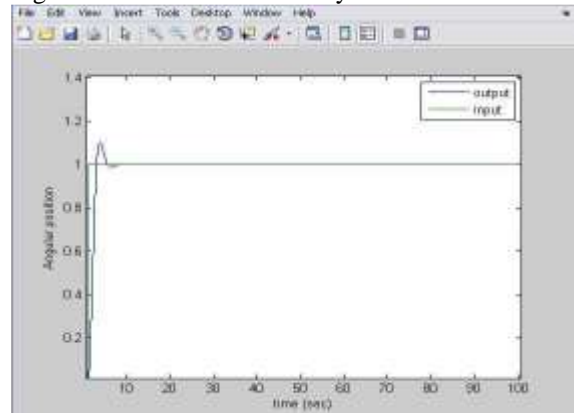 File Edit View Insert Tools Desktop Window Help
1.4
1.2
1
0.8
0.6
0.4
0.2
Angular position
output
input
10 20 30 40 50 60 70 80 90 100
time (sec)